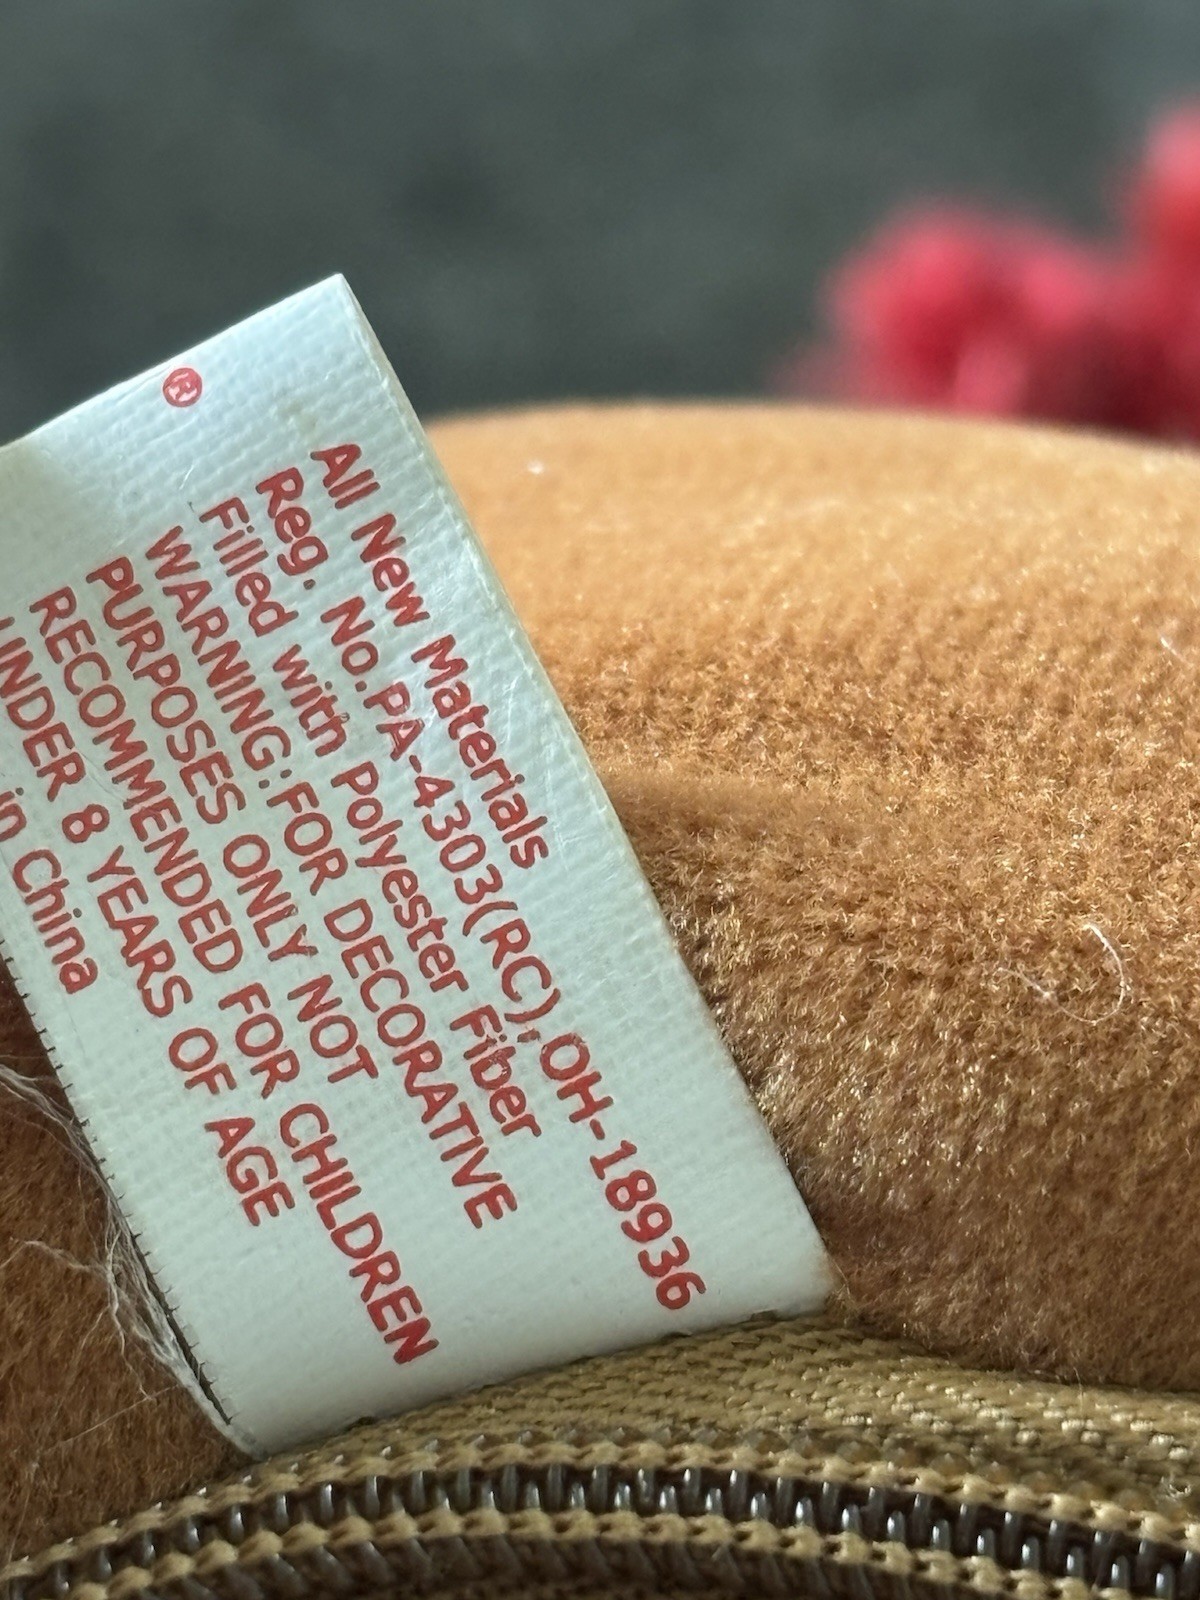 ®
All New Materials
Reg. No.PA-4303(RC),OH-18936
Filled with Polyester Fiber
WARNING:FOR DECORATIVE
PURPOSES ONLY NOT
RECOMMENDED FOR CHILDREN
UNDER 8 YEARS OF AGE
in China